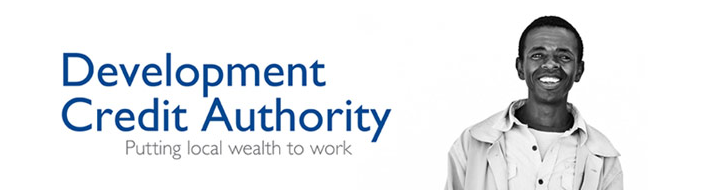 Development
Credit Authority
Putting local wealth to work